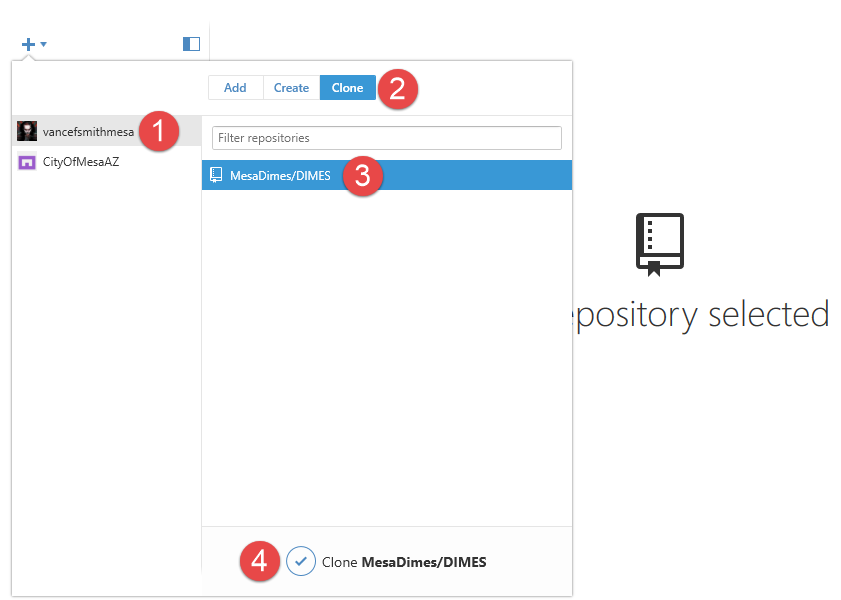 Add Create Clone 2
vancefsmithmesa 1
Filter repositories
CityOfMesaAZ
MesaDimes/DIMES 3
epository selected
4 Clone MesaDimes/DIMES